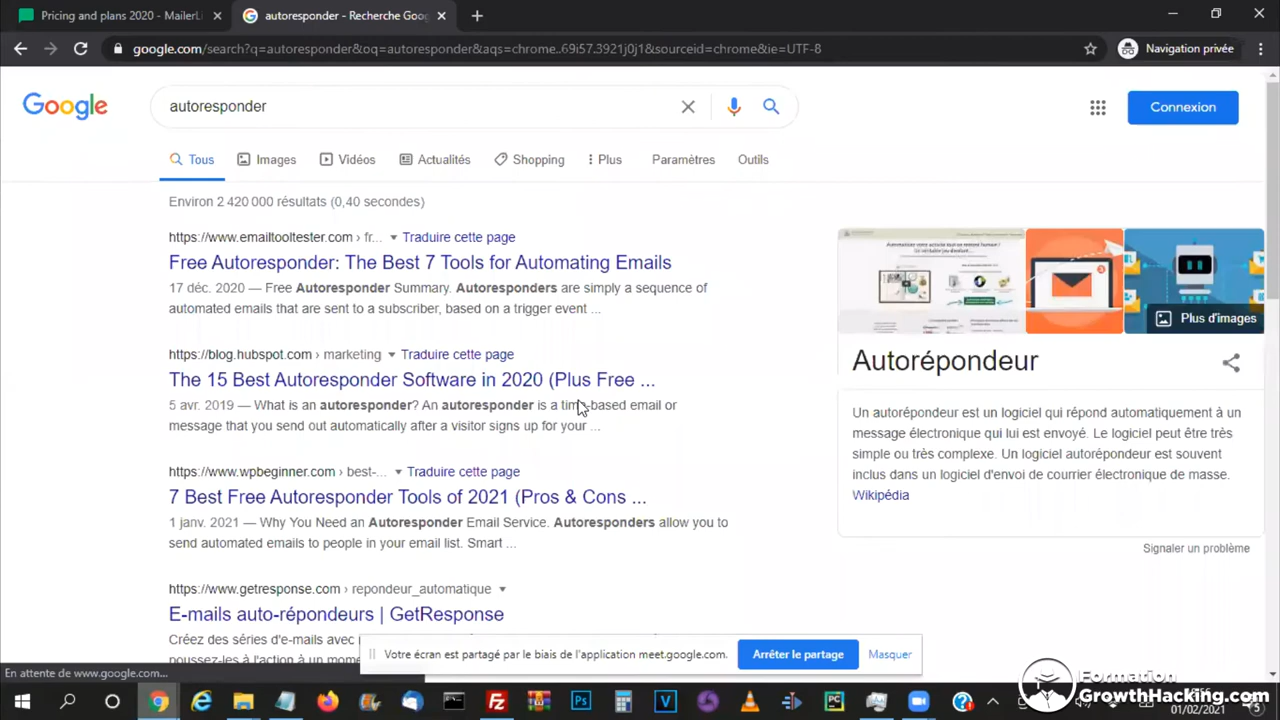 Pricing and plans 2020 - MailerLi
autoresponder - Recherche Goog
google.com/search?q=autoresponder&oq=autoresponder&aqs=chrome..69i57.3921j0j1&sourceid=chrome&ie=UTF-8
Navigation privée
Google
autoresponder
Connexion
Tous
Images
Vidéos
Actualités
Shopping
Plus
Paramètres
Outils
Environ 2 420 000 résultats (0,40 secondes)
https://www.emailtooltester.com › fr... Traduire cette page
Free Autoresponder: The Best 7 Tools for Automating Emails
17 déc. 2020 — Free Autoresponder Summary. Autoresponders are simply a sequence of
automated emails that are sent to a subscriber, based on a trigger event ...
https://blog.hubspot.com › marketing Traduire cette page
The 15 Best Autoresponder Software in 2020 (Plus Free ...
5 avr. 2019 — What is an autoresponder? An autoresponder is a time-based email or
message that you send out automatically after a visitor signs up for your ...
https://www.wpbeginner.com › best-... Traduire cette page
7 Best Free Autoresponder Tools of 2021 (Pros & Cons ...
1 janv. 2021 — Why You Need an Autoresponder Email Service. Autoresponders allow you to
send automated emails to people in your email list. Smart ...
https://www.getresponse.com › repondeur_automatique
E-mails auto-répondeurs | GetResponse
Créez des séries d'e-mails avec
poussez-les à l'action à un mome
Plus d'images
Autorépondeur
Un autorépondeur est un logiciel qui répond automatiquement à un
message électronique qui lui est envoyé. Le logiciel peut être très
simple ou très complexe. Un logiciel autorépondeur est souvent
inclus dans un logiciel d'envoi de courrier électronique de masse.
Wikipédia
Signaler un problème
Votre écran est partagé par le biais de l'application meet.google.com.
Arrêter le partage
Masquer
En attente de www.google.com...
Formation
GrowthHacking.com
01/02/2021